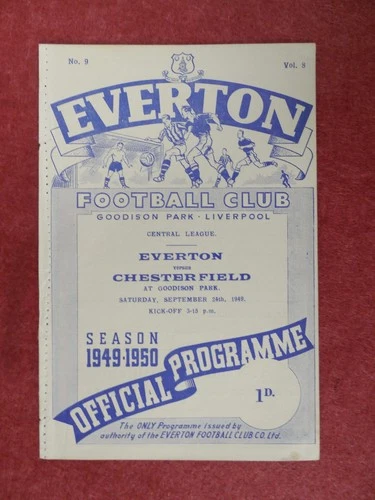 No. 9
Vol. 8
EVERTON
FOOTBALL CLUB
GOODISON PARK · LIVERPOOL
CENTRAL LEAGUE.
EVERTON
versus
CHESTERFIELD
AT GOODISON PARK.
SATURDAY, SEPTEMBER 24th, 1949.
KICK-OFF 3-15 p.m.
SEASON
1949-1950
OFFICIAL PROGRAMME
1D.
The ONLY Programme issued by
authority of the EVERTON FOOTBALL CLUB CO. Ltd.